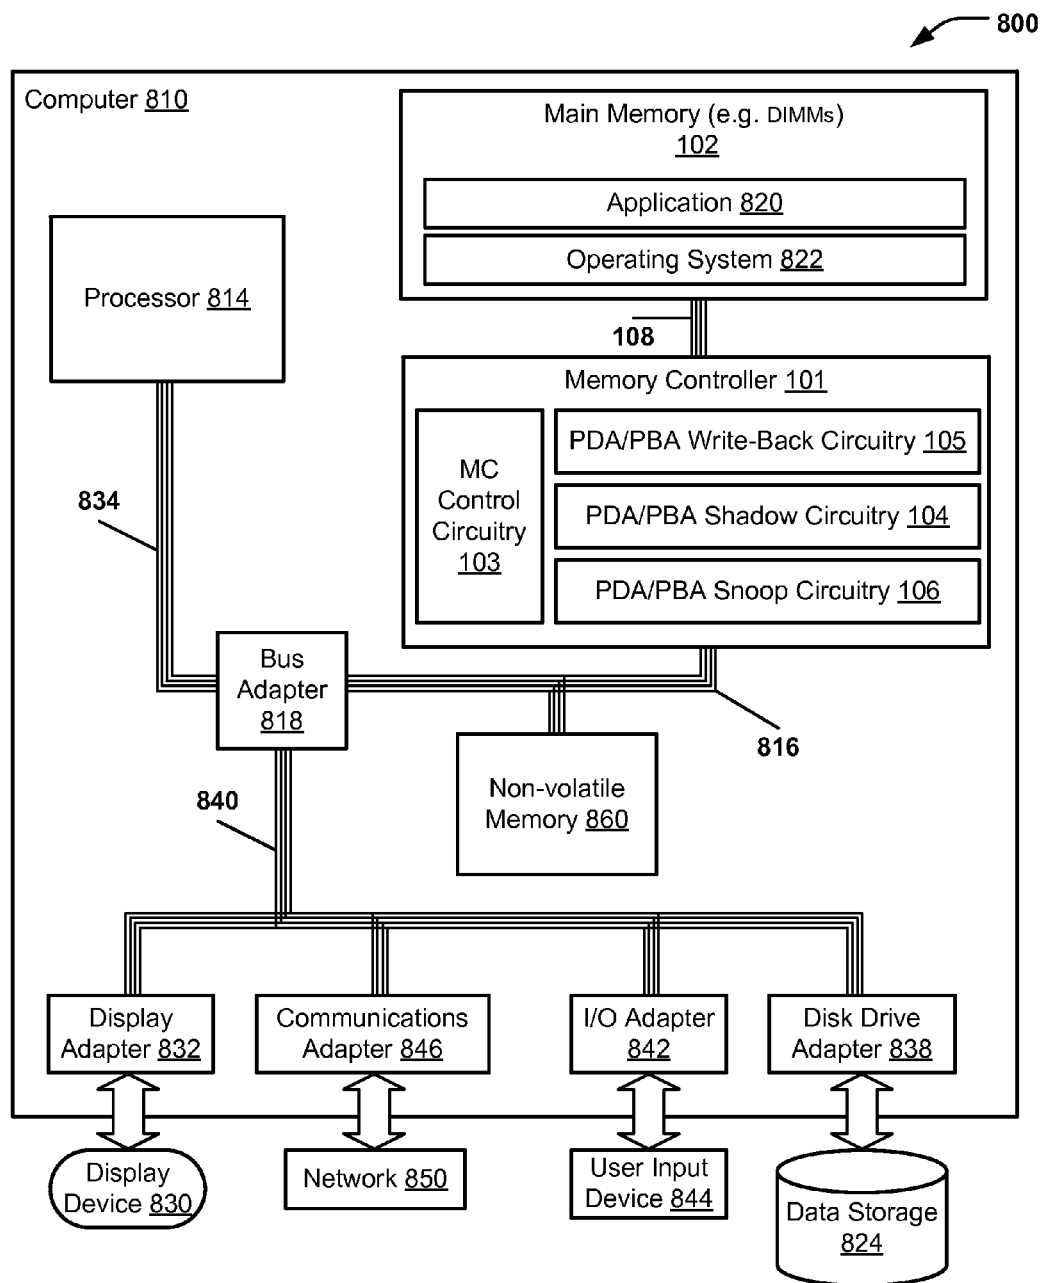 800
Computer 810
Main Memory (e.g. DIMMs)
102
Application 820
Operating System 822
Processor 814
108
Memory Controller 101
MC
Control
Circuitry
103
PDA/PBA Write-Back Circuitry 105
PDA/PBA Shadow Circuitry 104
PDA/PBA Snoop Circuitry 106
834
Bus
Adapter
818
816
Non-volatile
Memory 860
840
Display
Adapter 832
Communications
Adapter 846
I/O Adapter
842
Disk Drive
Adapter 838
Display
Device 830
Network 850
User Input
Device 844
Data Storage
824